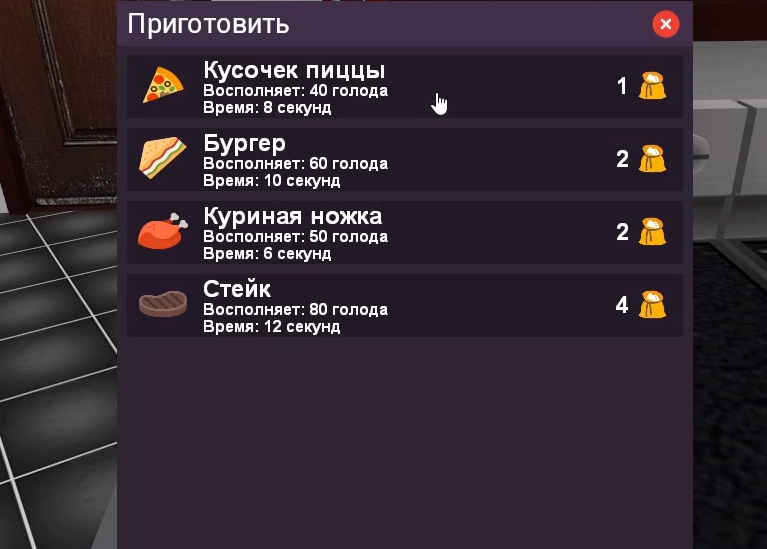 Приготовить
Кусочек пиццы
Восполняет: 40 голода
Время: 8 секунд
1
Бургер
Восполняет: 60 голода
Время: 10 секунд
2
Куриная ножка
Восполняет: 50 голода
Время: 6 секунд
2
Стейк
Восполняет: 80 голода
Время: 12 секунд
4